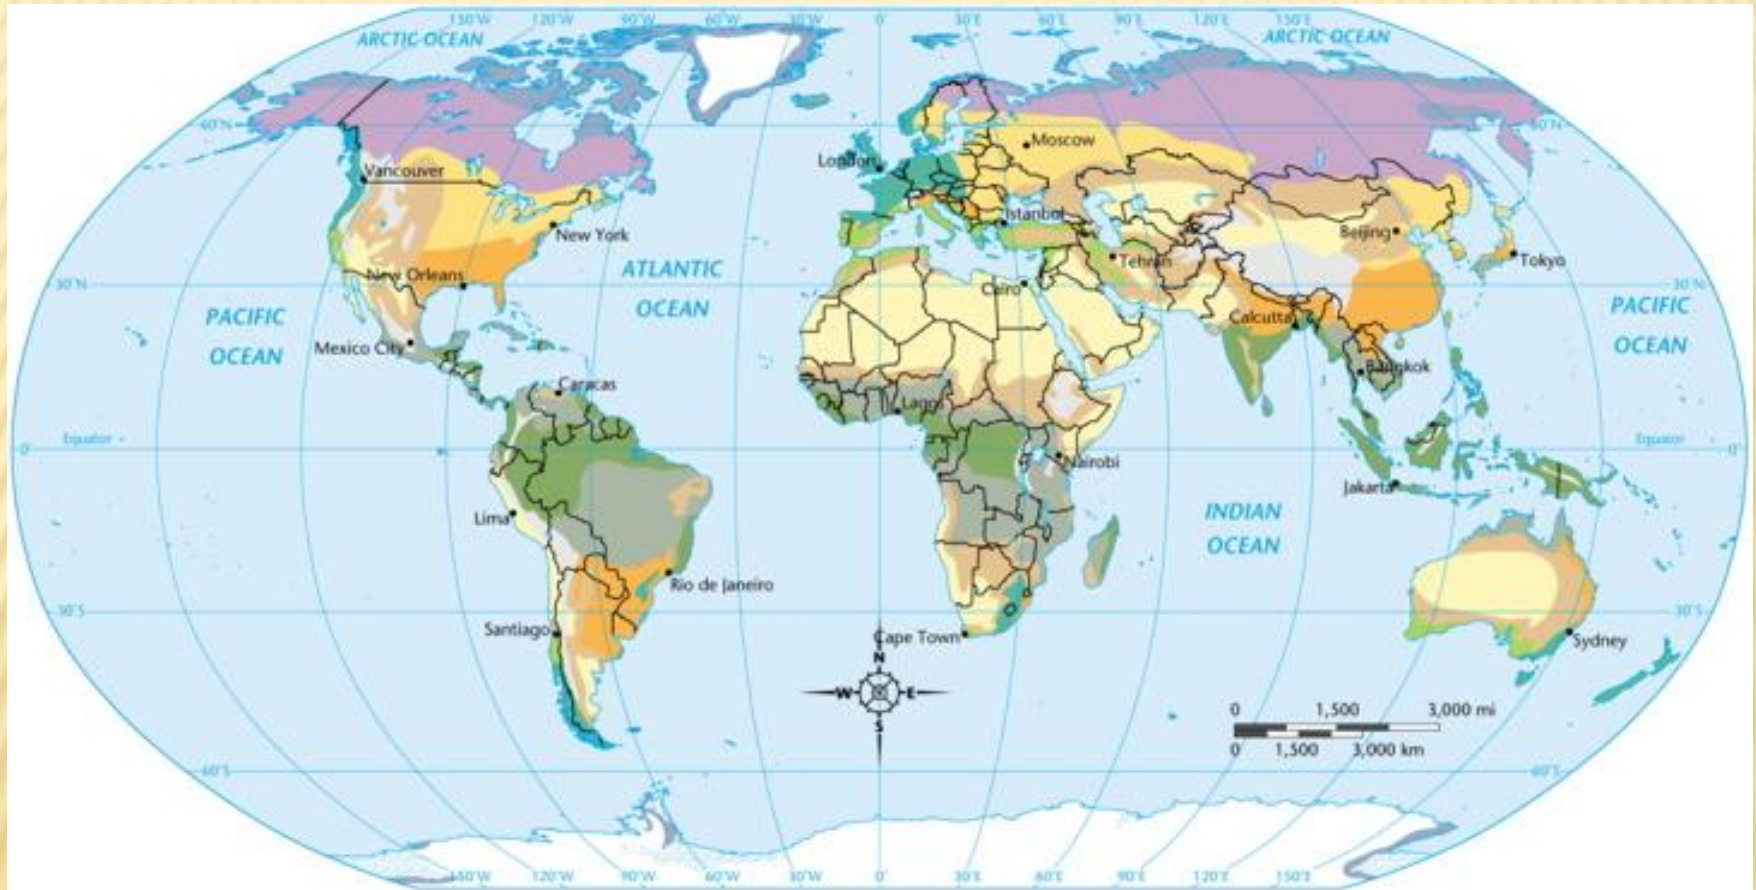 150°W 120°W 90°W 30°W 0° 30°E 60°E 90°E 120°E 150°E
ARCTIC OCEAN
ARCTIC OCEAN
60°N
60°N
Moscow
London
Vancouver
Istanbul
New York
Beijing
Tokyo
Tehran
New Orleans
ATLANTIC
OCEAN
30°N
30°N
Cairo
PACIFIC
OCEAN
PACIFIC
OCEAN
Calcutta
Mexico City
Bangkok
Caracas
Lagos
Equator
Equator
0°
0°
Nairobi
Jakarta
Lima
INDIAN
OCEAN
Rio de Janeiro
30°S
30°S
Santiago
Cape Town
Sydney
N
W E
S
0 1,500 3,000 mi
0 1,500 3,000 km
60°S
60°S
150°W 120°W 90°W 60°W 30°W 0° 30°E 60°E 90°E 120°E 150°E